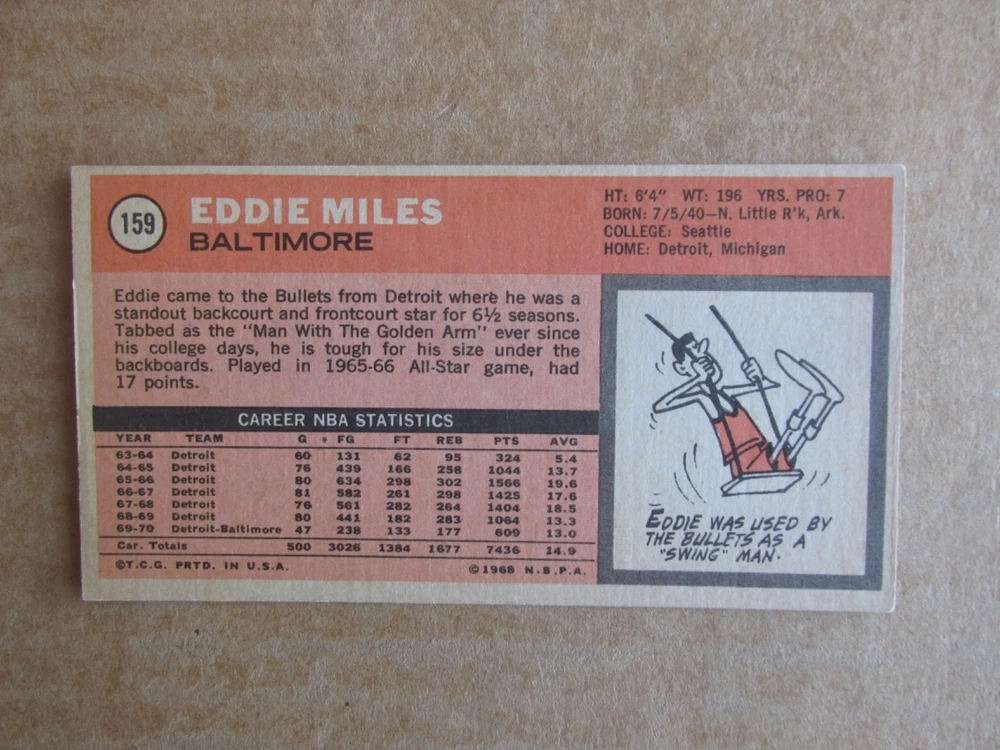 159
EDDIE MILES
BALTIMORE
HT: 6'4" WT: 196 YRS. PRO: 7
BORN: 7/5/40—N. Little R'k, Ark.
COLLEGE: Seattle
HOME: Detroit, Michigan
Eddie came to the Bullets from Detroit where he was a
standout backcourt and frontcourt star for 6½ seasons.
Tabbed as the "Man With The Golden Arm" ever since
his college days, he is tough for his size under the
backboards. Played in 1965-66 All-Star game, had
17 points.
CAREER NBA STATISTICS
YEAR TEAM G FG FT REB PTS AVG
63-64 Detroit 60 131 62 95 324 5.4
64-65 Detroit 76 439 166 258 1044 13.7
65-66 Detroit 80 634 298 302 1566 19.6
66-67 Detroit 81 582 261 298 1425 17.6
67-68 Detroit 76 561 282 264 1404 18.5
68-69 Detroit 80 441 182 283 1064 13.3
69-70 Detroit-Baltimore 47 238 133 177 609 13.0
Car. Totals 500 3026 1384 1677 7436 14.9
©T.C.G. PRTD. IN U.S.A. ©1968 N.B.P.A.
EDDIE WAS USED BY
THE BULLETS AS A
"SWING" MAN.